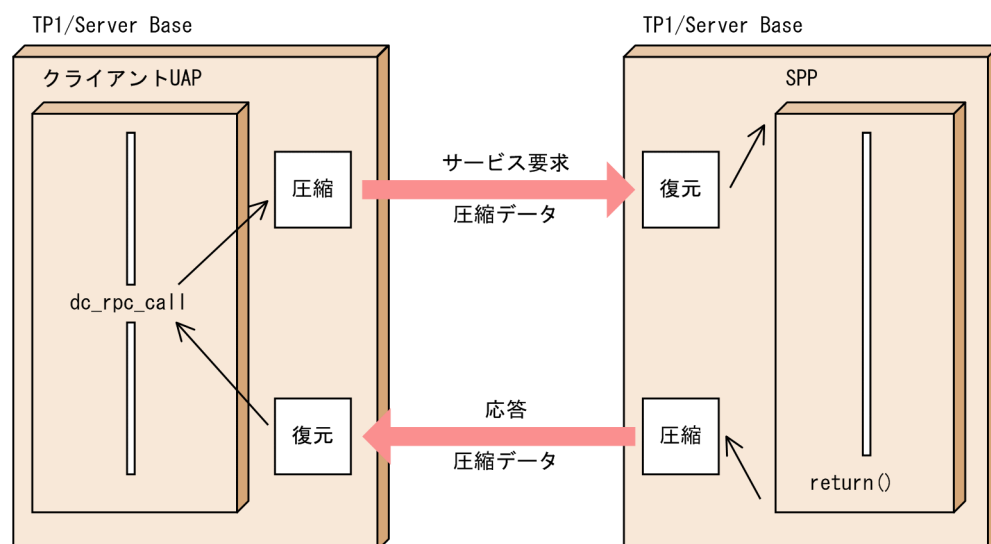 TP1/Server Base
クライアントUAP
圧縮
dc_rpc_call
復元
サービス要求
圧縮データ
応答
圧縮データ
TP1/Server Base
SPP
復元
圧縮
return()